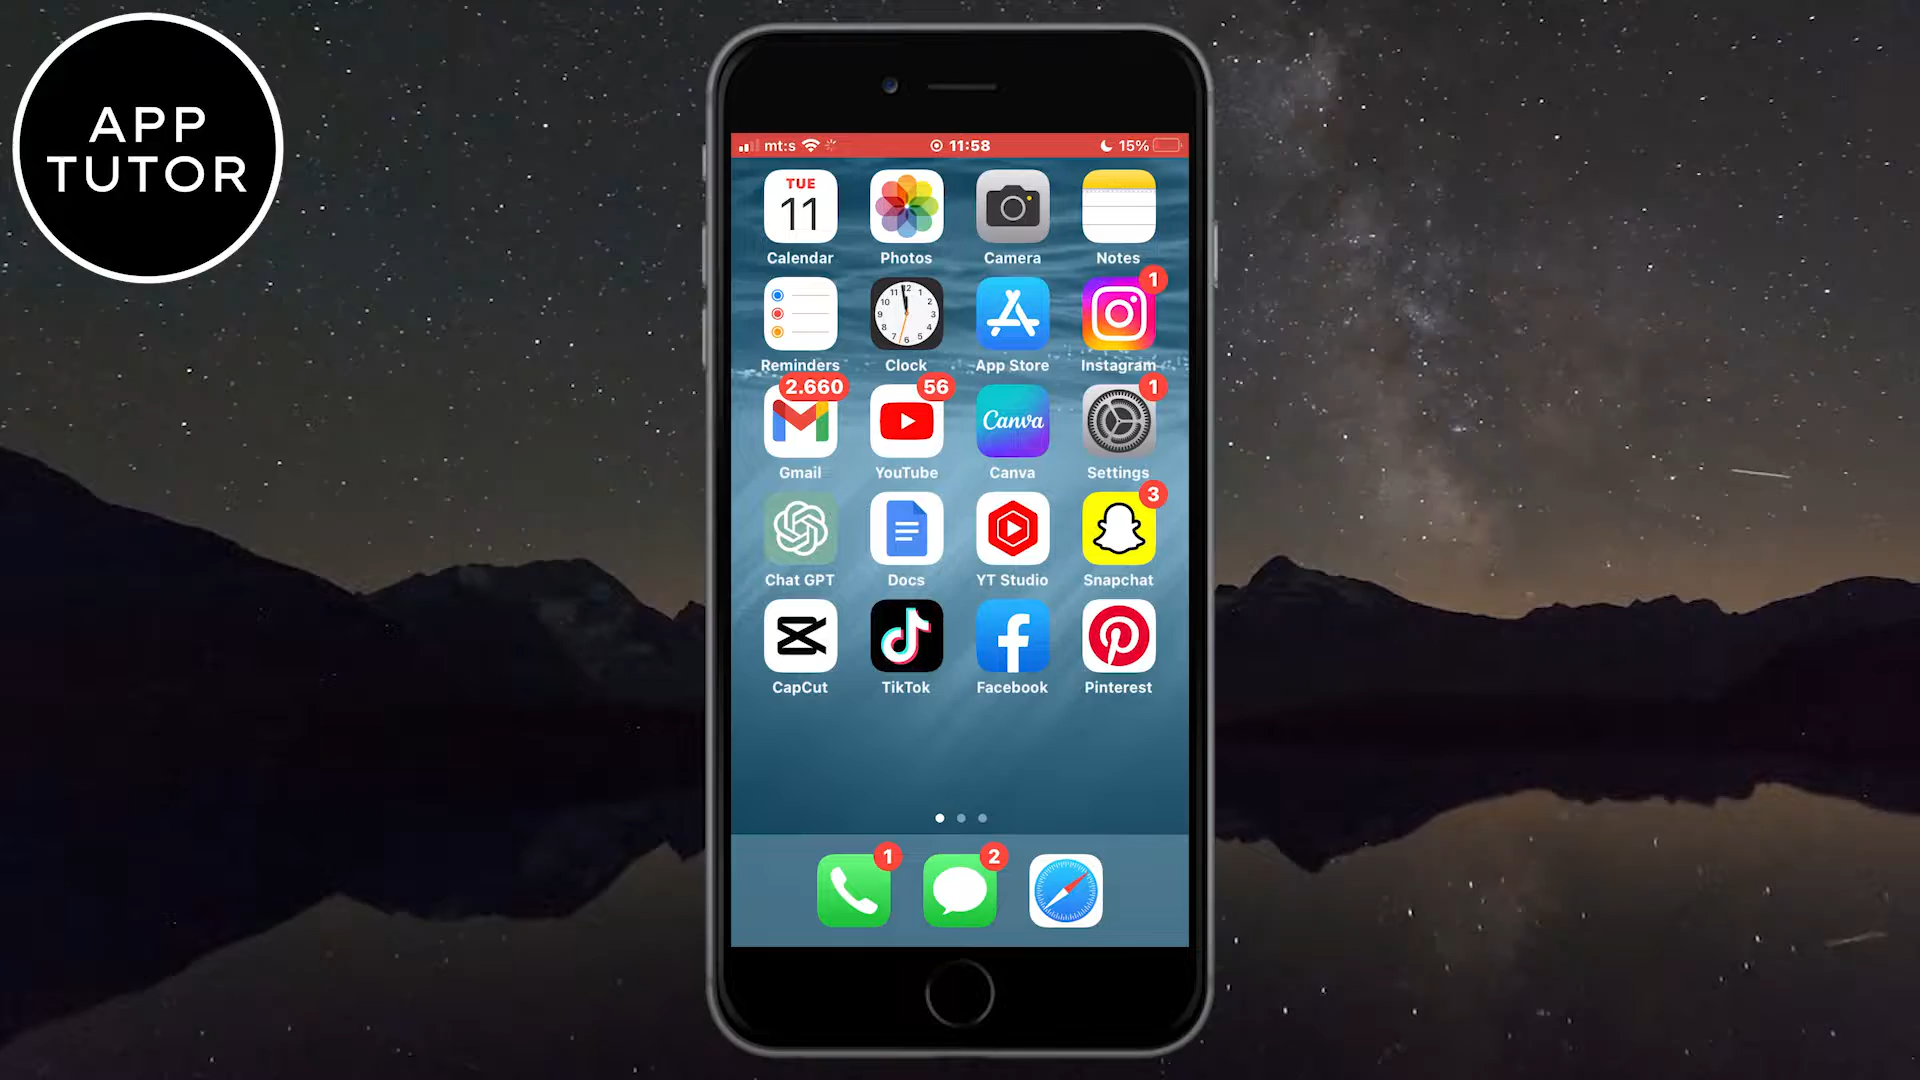 APP
TUTOR
mt:s 11:58 15%
TUE
11
Calendar Photos Camera Notes
1
Reminders Clock App Store Instagram
2.660 56 1
Canva
Gmail YouTube Canva Settings
3
Chat GPT Docs YT Studio Snapchat
CapCut TikTok Facebook Pinterest
1 2